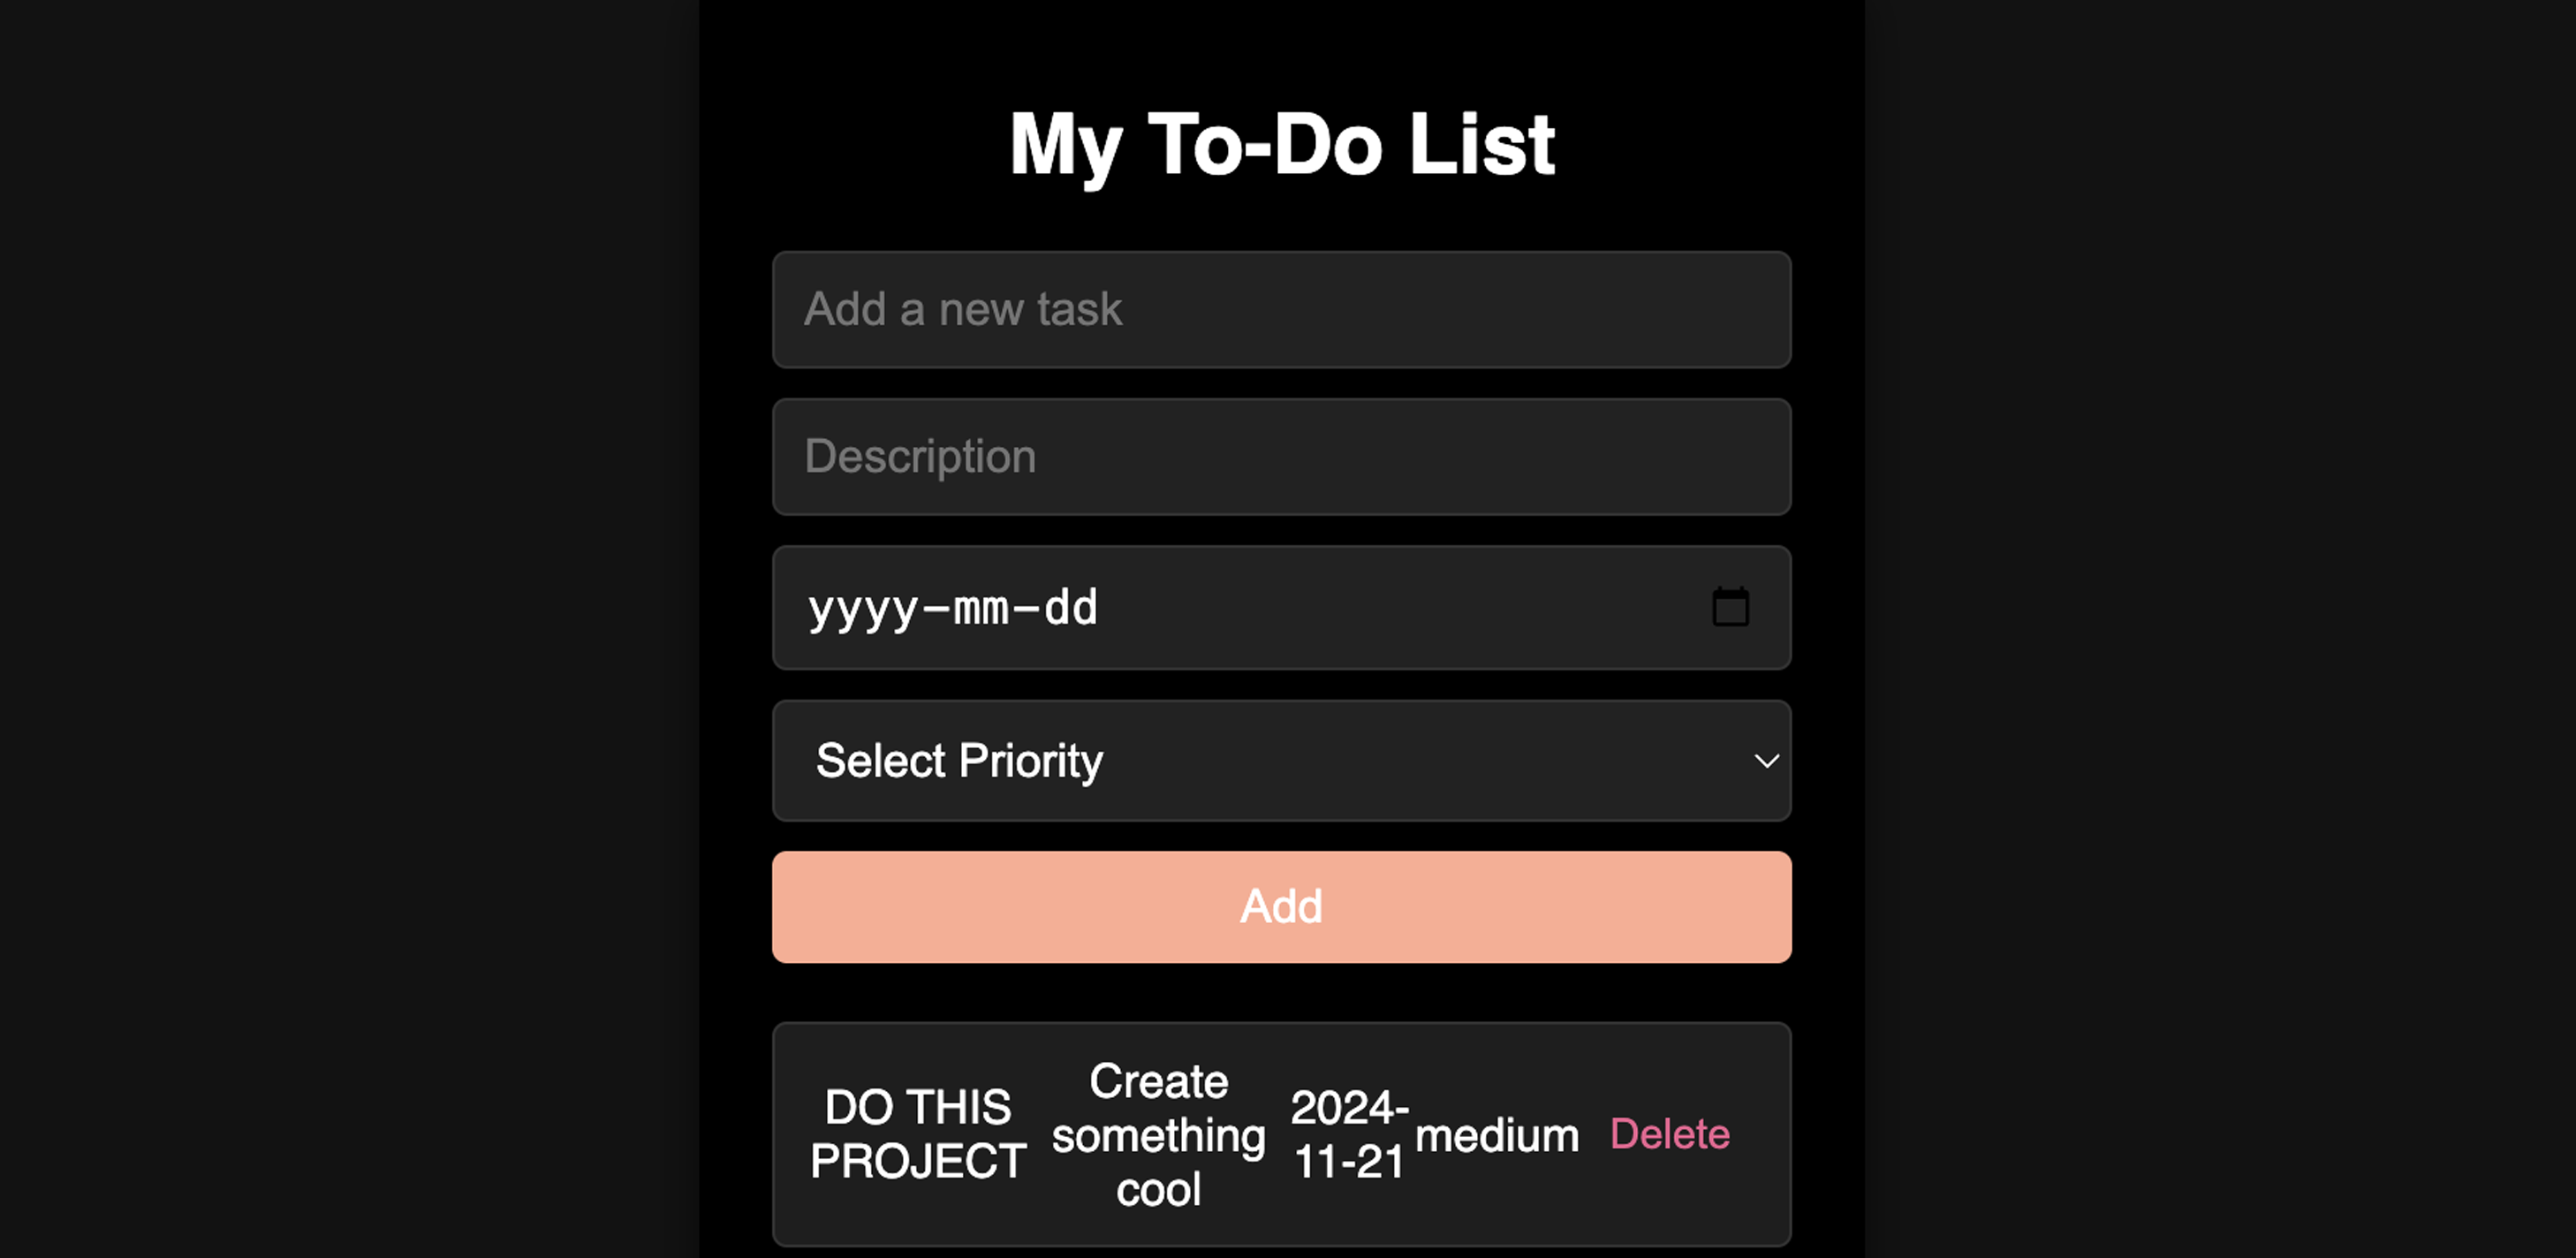 My To-Do List
Add a new task
Description
yyyy-mm-dd
Select Priority
Add
DO THIS
PROJECT
Create
something
cool
2024-
11-21
medium
Delete